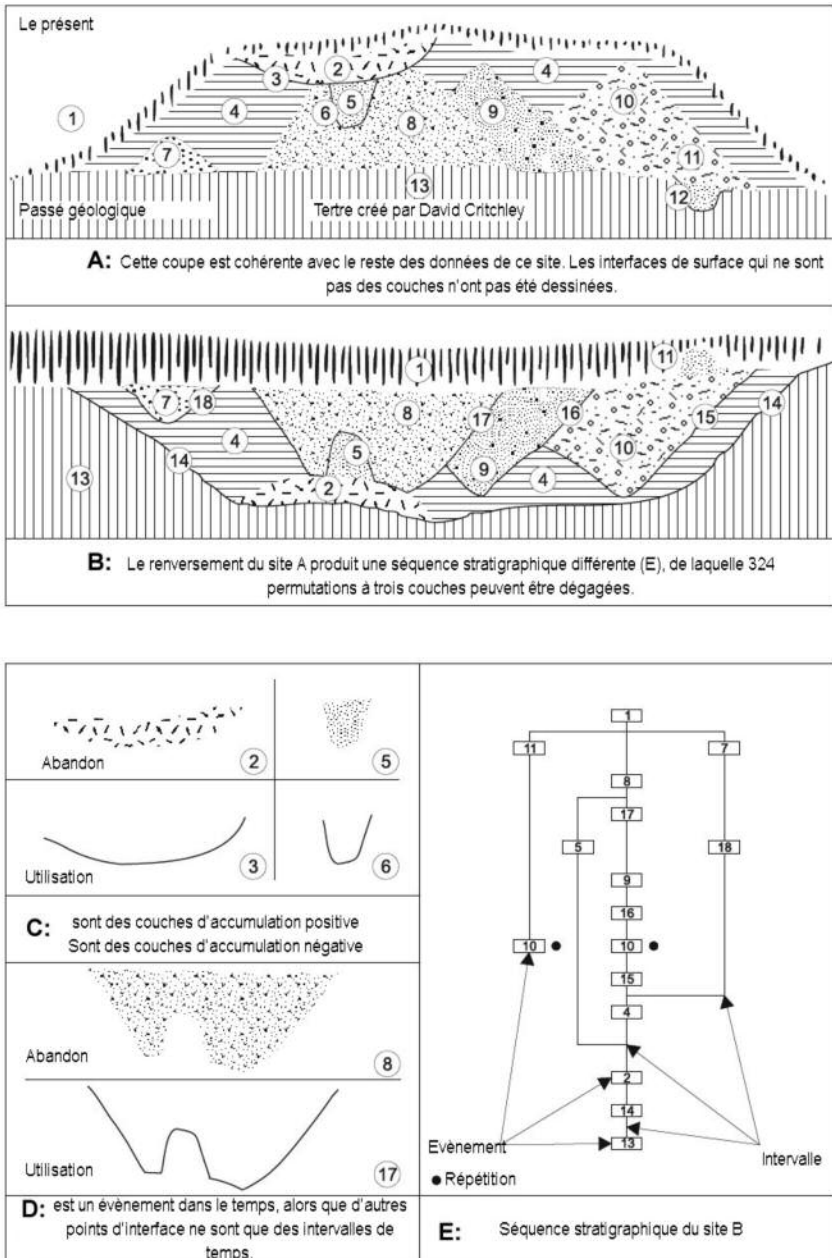 Le présent
3
2
4
4
6
5
9
10
1
4
8
7
11
13
12
Passé géologique
Tertre créé par David Critchley
A: Cette coupe est cohérente avec le reste des données de ce site. Les interfaces de surface qui ne sont
pas des couches n'ont pas été dessinées.
1
11
7
18
8
17
16
14
4
5
15
13
14
2
9
4
10
B: Le renversement du site A produit une séquence stratigraphique différente (E), de laquelle 324
permutations à trois couches peuvent être dégagées.
Abandon
2
5
Utilisation
3
6
C: sont des couches d'accumulation positive
Sont des couches d'accumulation négative
Abandon
8
Utilisation
17
D: est un évènement dans le temps, alors que d'autres
points d'interface ne sont que des intervalles de
temps.
1
11
7
8
17
5
18
9
16
10
10
15
4
2
14
13
Evènement
Intervalle
● Répétition
E: Séquence stratigraphique du site B